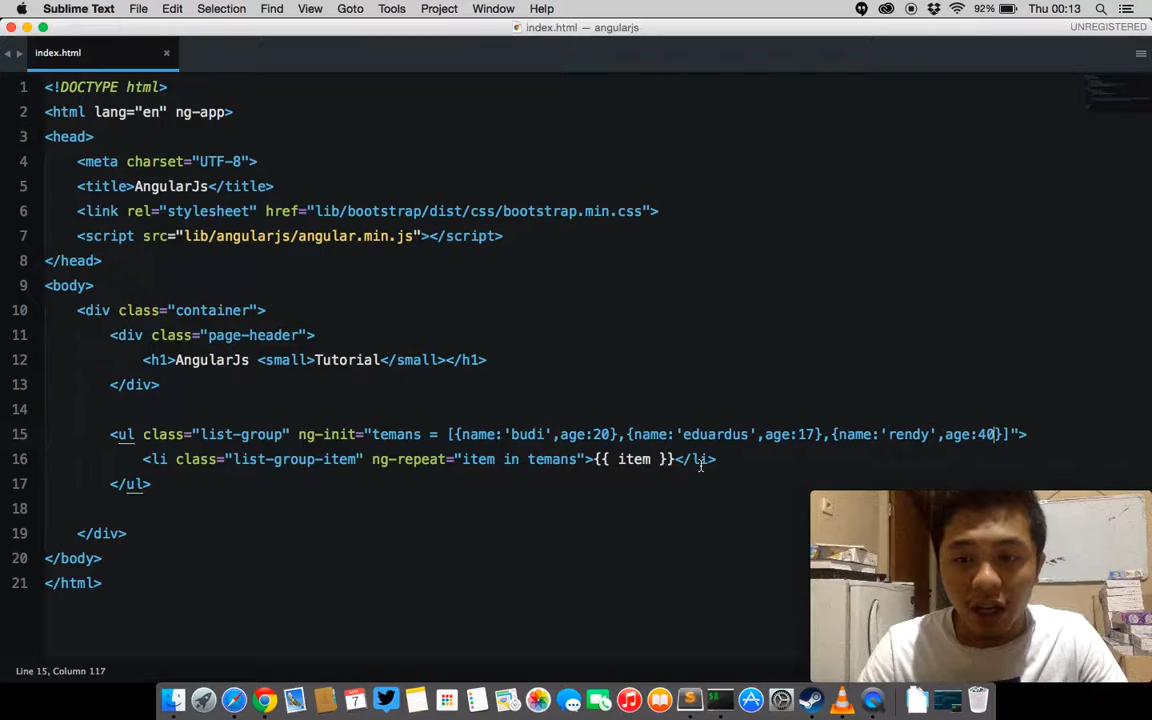 Sublime Text File Edit Selection Find View Goto Tools Project Window Help 92% Thu 00:13
index.html — angularjs UNREGISTERED
index.html
1 <!DOCTYPE html>
2 <html lang="en" ng-app>
3 <head>
4 <meta charset="UTF-8">
5 <title>AngularJs</title>
6 <link rel="stylesheet" href="lib/bootstrap/dist/css/bootstrap.min.css">
7 <script src="lib/angularjs/angular.min.js"></script>
8 </head>
9 <body>
10 <div class="container">
11 <div class="page-header">
12 <h1>AngularJs <small>Tutorial</small></h1>
13 </div>
14
15 <ul class="list-group" ng-init="temans = [{name:'budi',age:20},{name:'eduardus',age:17},{name:'rendy',age:40}]">
16 <li class="list-group-item" ng-repeat="item in temans">{{ item }}</li>
17 </ul>
18
19 </div>
20 </body>
21 </html>
Line 15, Column 117
7